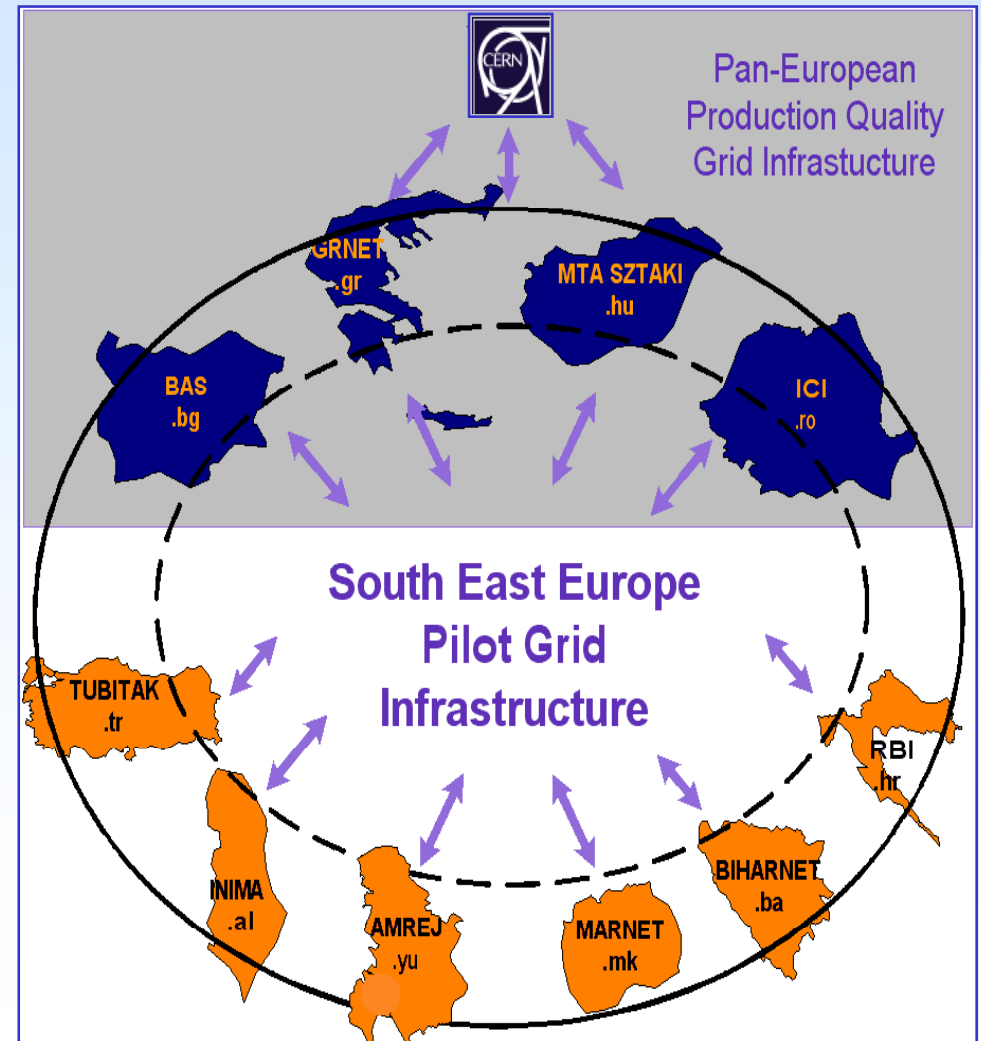 CERN
Pan-European
Production Quality
Grid Infrastucture
GRNET
.gr
MTA SZTAKI
.hu
BAS
.bg
ICI
.ro
South East Europe
Pilot Grid
Infrastructure
TUBITAK
.tr
RBI
.hr
INIMA
.al
AMREJ
.yu
MARNET
.mk
BIHARNET
.ba